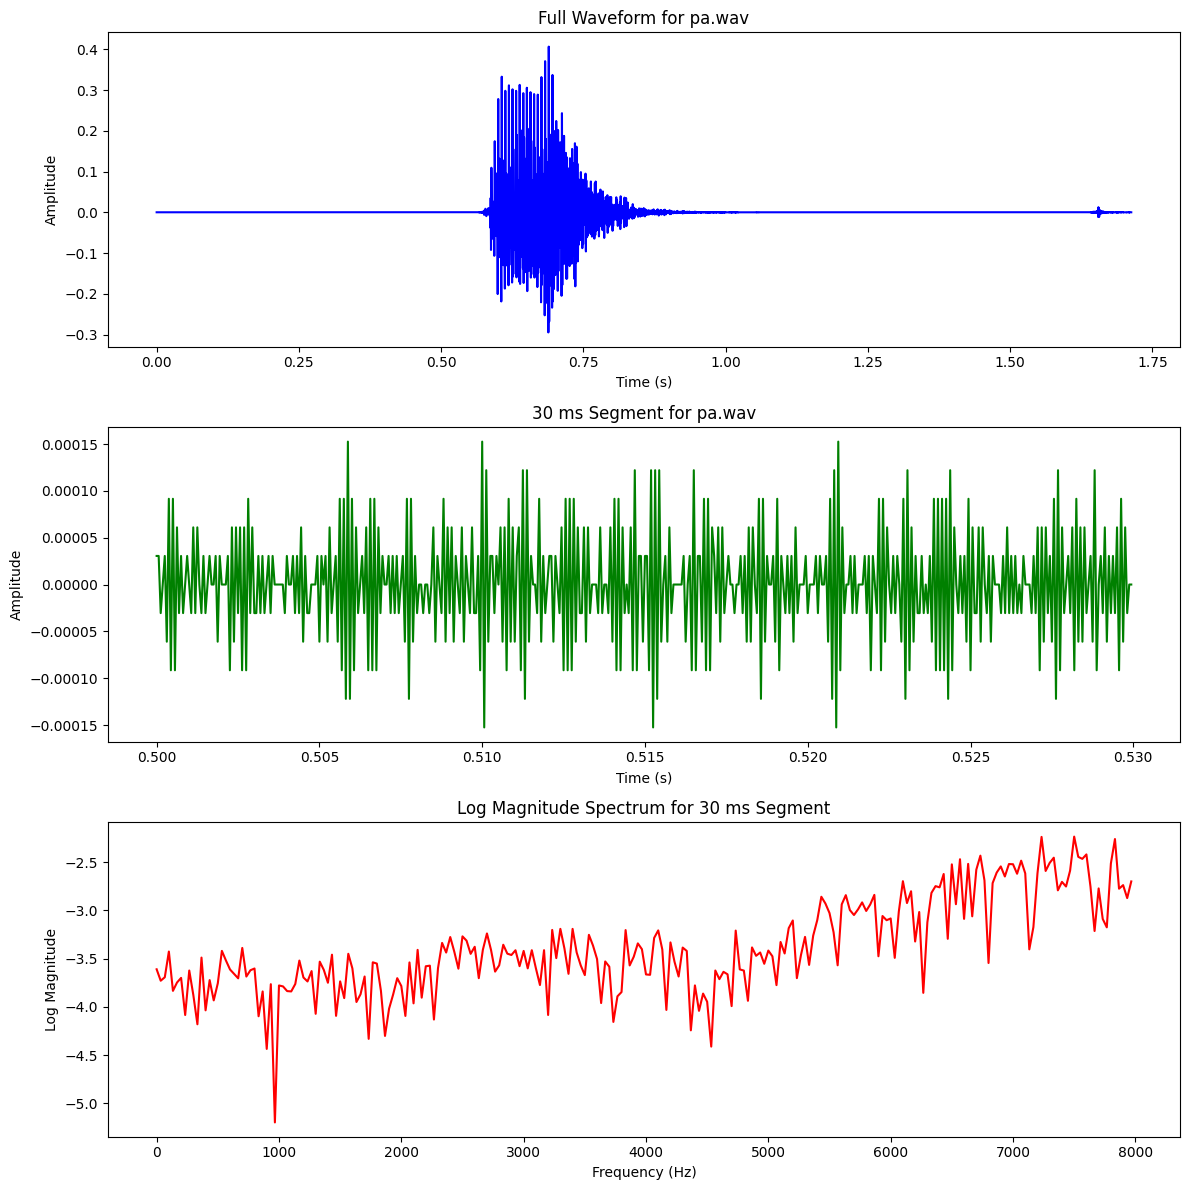 Full Waveform for pa.wav
0.4
0.3
0.2
0.1
0.0
−0.1
−0.2
−0.3
Amplitude
0.00 0.25 0.50 0.75 1.00 1.25 1.50 1.75
Time (s)
30 ms Segment for pa.wav
0.00015
0.00010
0.00005
0.00000
−0.00005
−0.00010
−0.00015
Amplitude
0.500 0.505 0.510 0.515 0.520 0.525 0.530
Time (s)
Log Magnitude Spectrum for 30 ms Segment
−2.5
−3.0
−3.5
−4.0
−4.5
−5.0
Log Magnitude
0 1000 2000 3000 4000 5000 6000 7000 8000
Frequency (Hz)